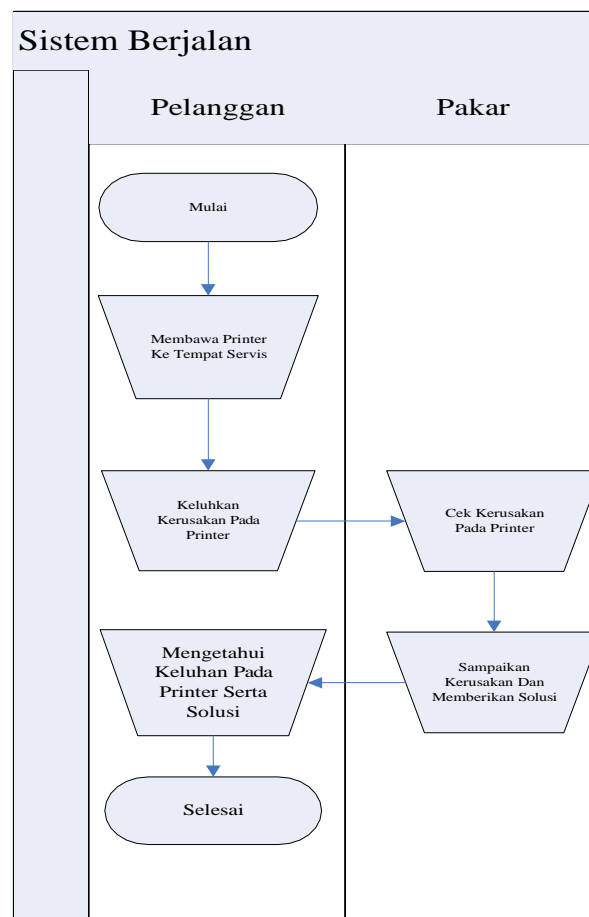 Sistem Berjalan
Pelanggan
Pakar
Mulai
Membawa Printer
Ke Tempat Servis
Keluhkan
Kerusakan Pada
Printer
Cek Kerusakan
Pada Printer
Sampaikan
Kerusakan Dan
Memberikan Solusi
Mengetahui
Keluhan Pada
Printer Serta
Solusi
Selesai